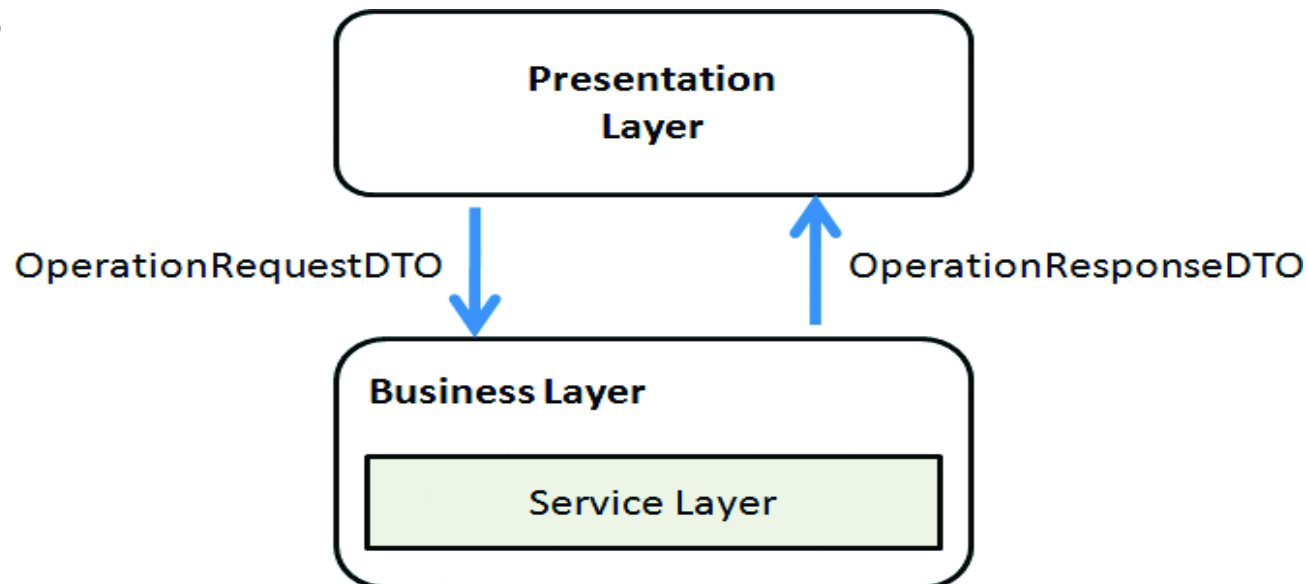 Presentation
Layer
OperationRequestDTO
OperationResponseDTO
Business Layer
Service Layer